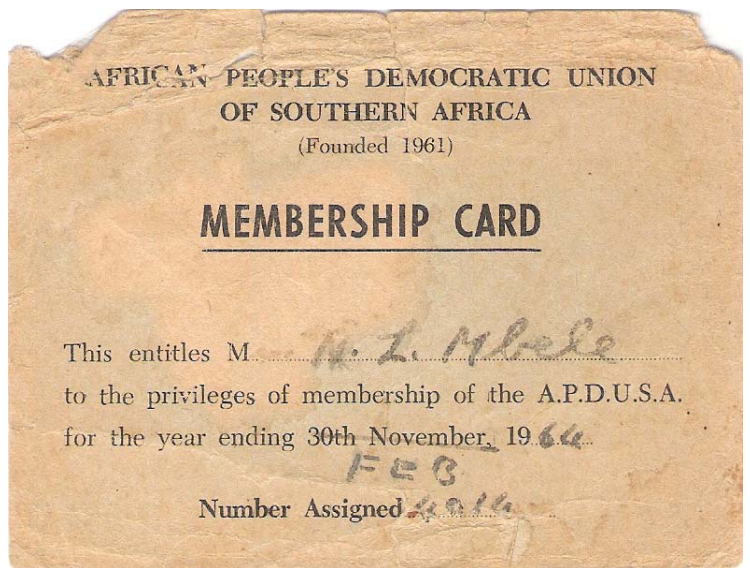 AFRICAN PEOPLE'S DEMOCRATIC UNION
OF SOUTHERN AFRICA
(Founded 1961)
MEMBERSHIP CARD
This entitles M.......... L. Mbele
to the privileges of membership of the A.P.D.U.S.A.
for the year ending 30th November, 1964
FEB
Number Assigned